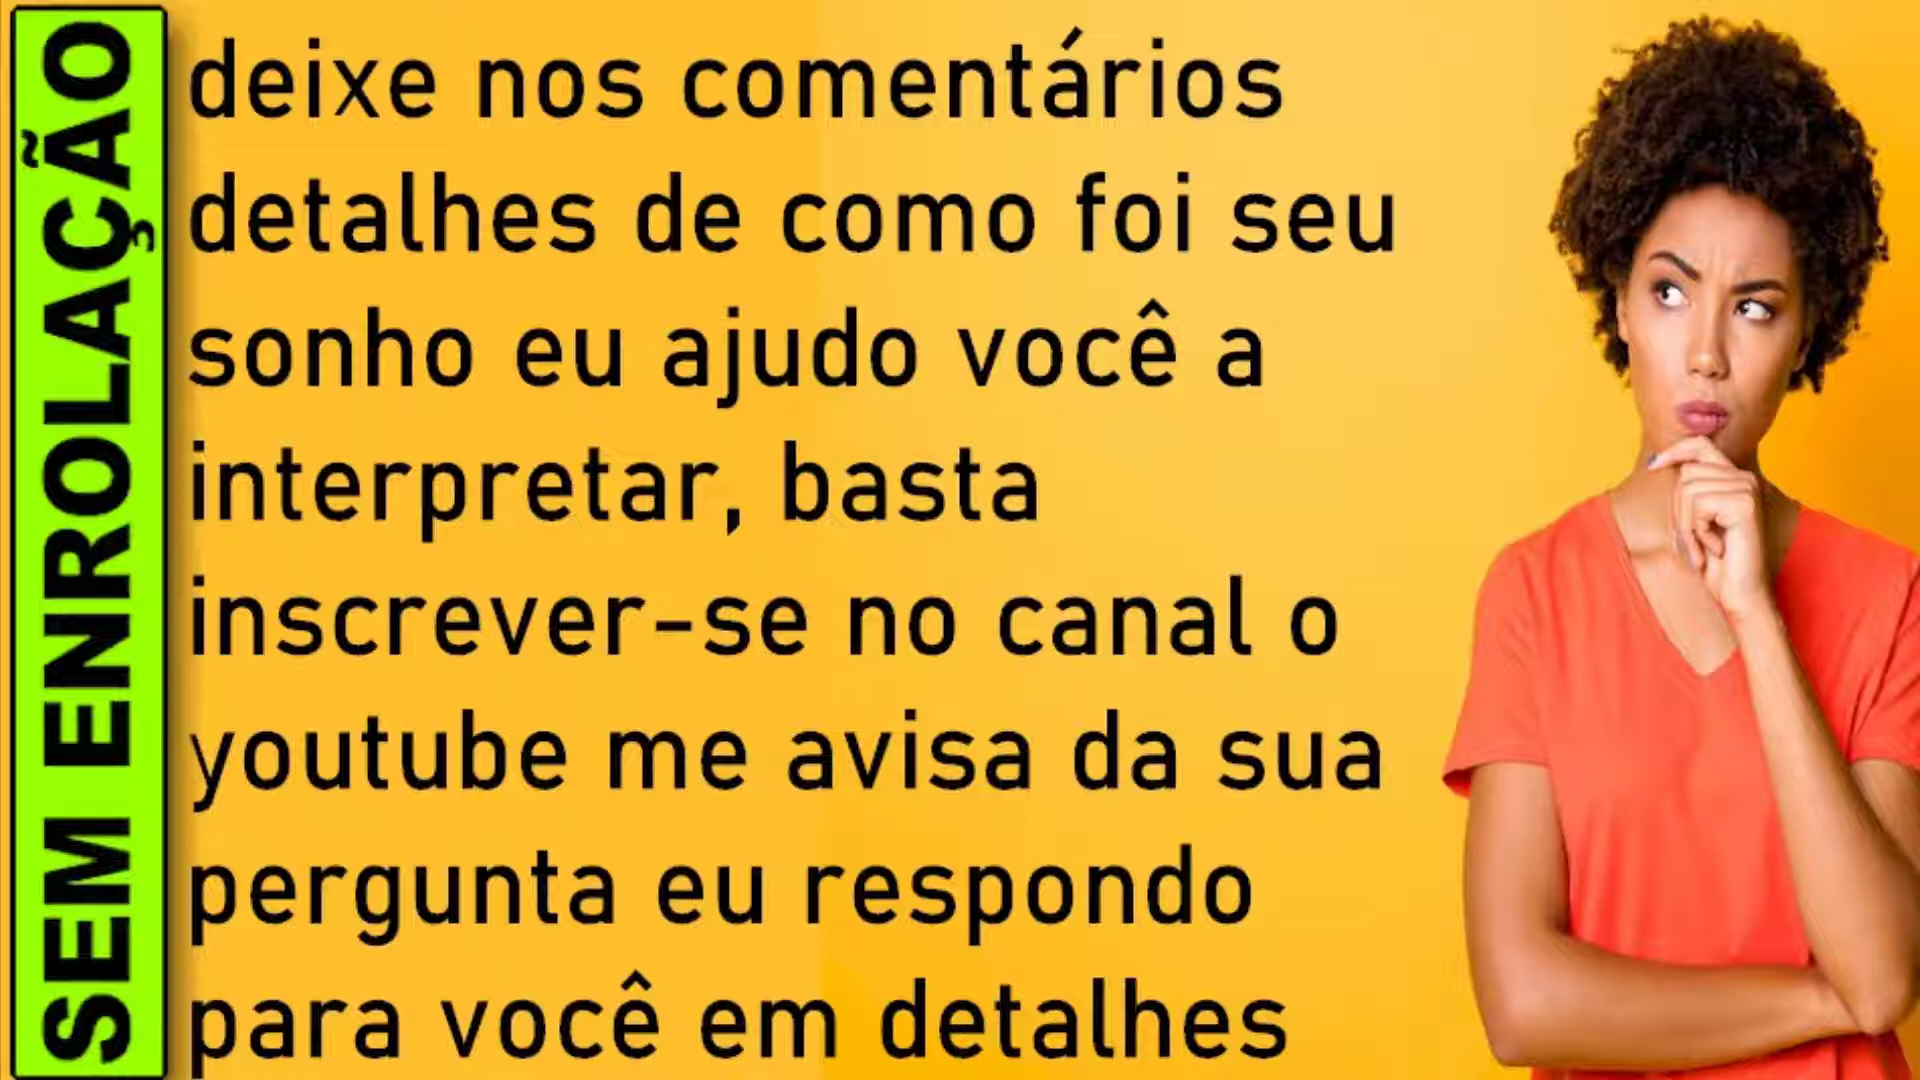 SEM ENROLAÇÃO
deixe nos comentários
detalhes de como foi seu
sonho eu ajudo você a
interpretar, basta
inscrever-se no canal o
youtube me avisa da sua
pergunta eu respondo
para você em detalhes